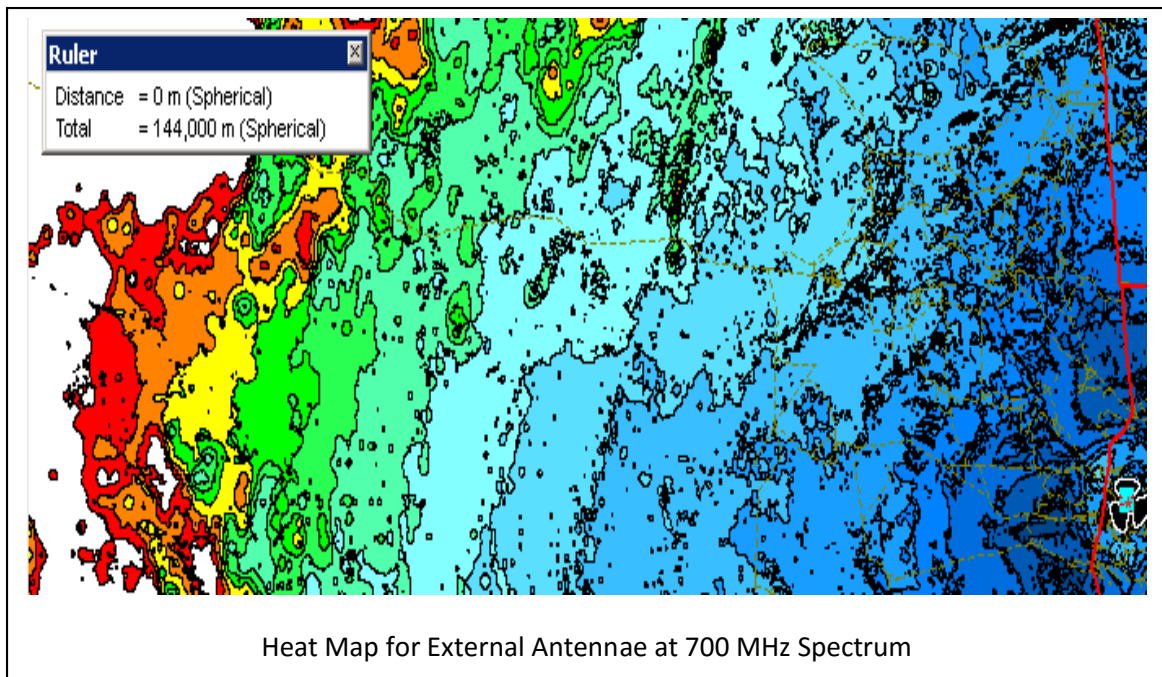 Ruler
Distance = 0 m (Spherical)
Total = 144,000 m (Spherical)
Heat Map for External Antennae at 700 MHz Spectrum